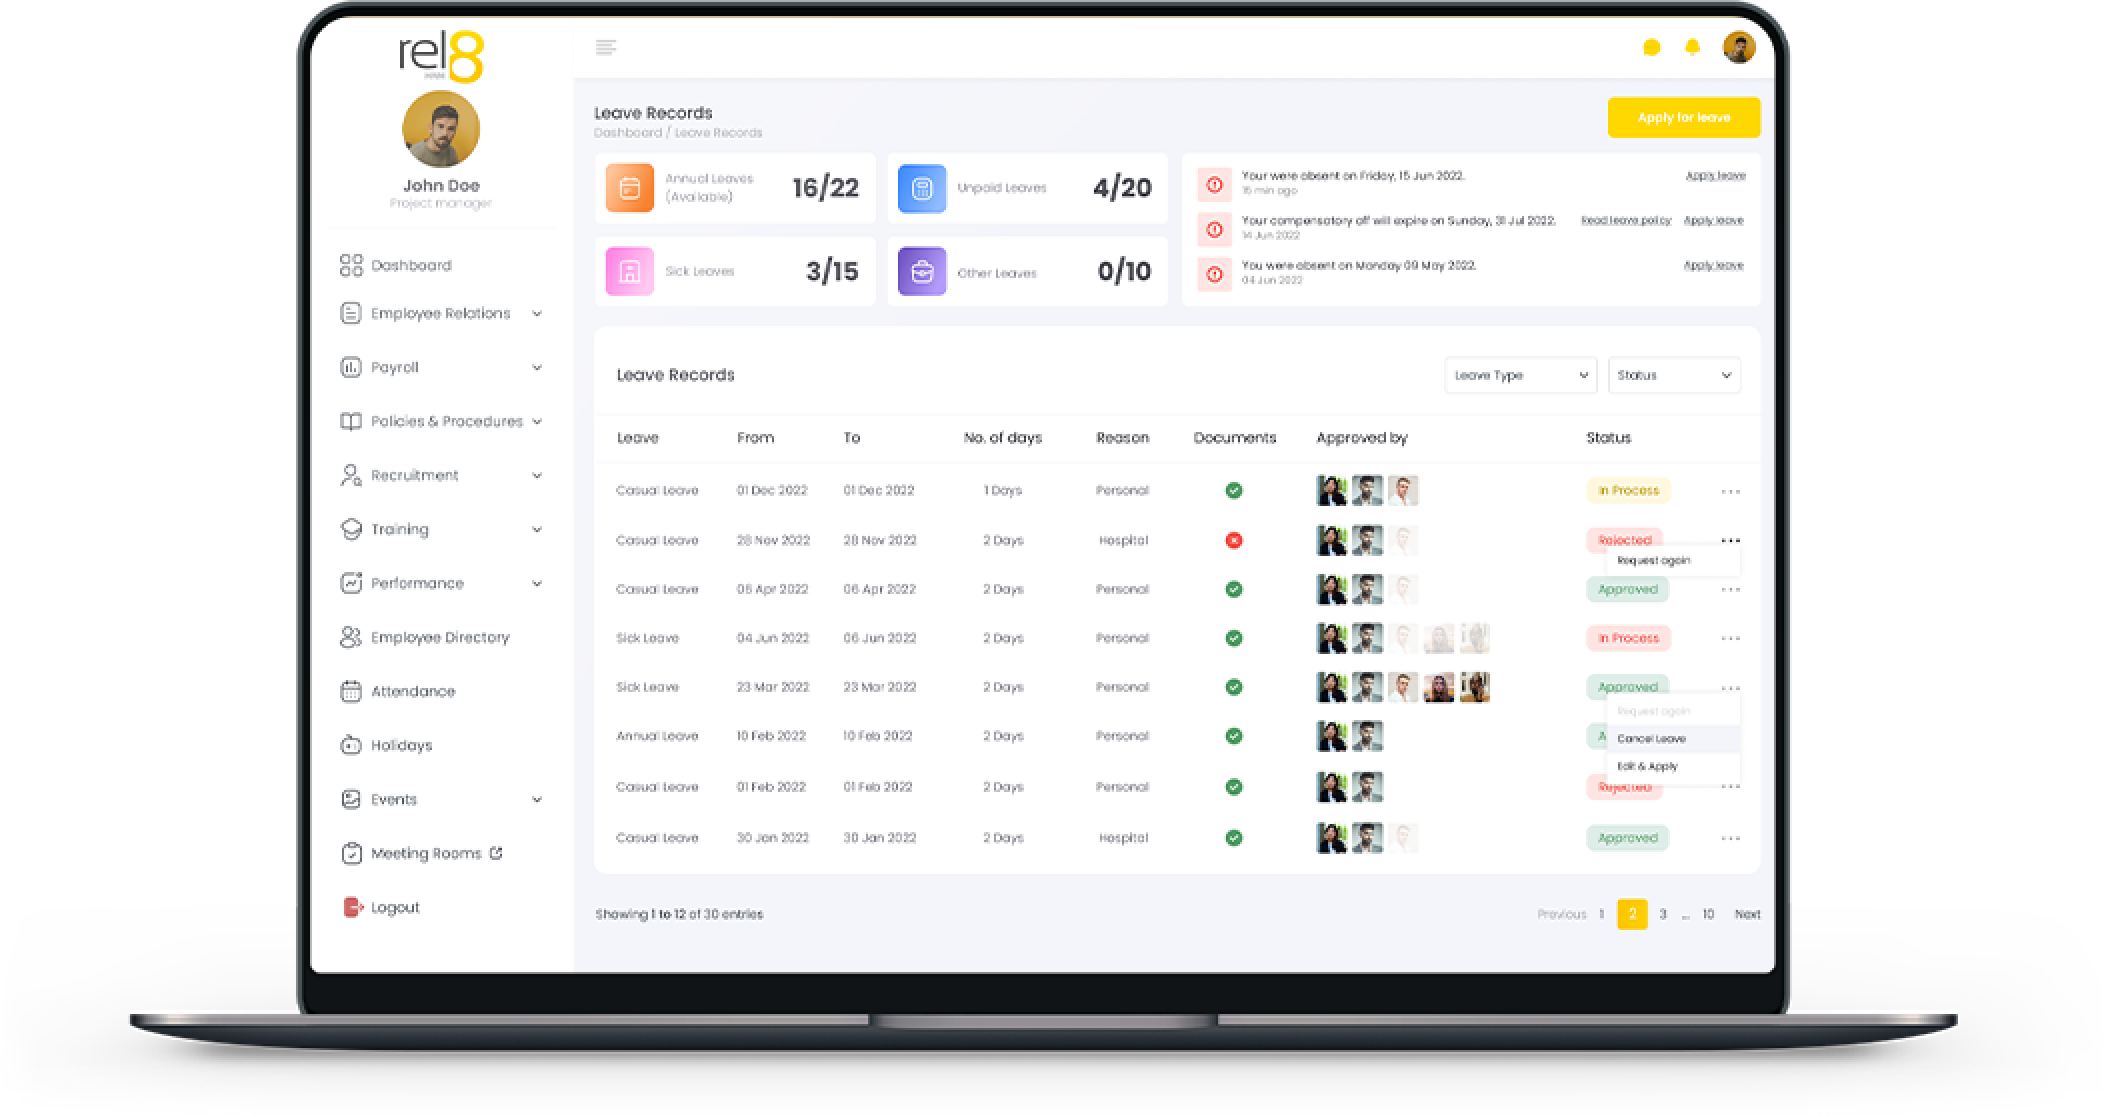 rel8
John Doe
Project manager
Dashboard
Employee Relations
Payroll
Policies & Procedures
Recruitment
Training
Performance
Employee Directory
Attendance
Holidays
Events
Meeting Rooms
Logout
Leave Records
Dashboard / Leave Records
Apply for leave
Annual Leaves
(Available)
16/22
Unpaid Leaves
4/20
Sick Leaves
3/15
Other Leaves
0/10
Your were absent on Friday, 15 Jun 2022.
Apply leave
15 min ago
Your compensatory off will expire on Sunday, 31 Jul 2022.
Read leave policy
Apply leave
14 Jun 2022
You were absent on Monday 09 May 2022.
Apply leave
04 Jun 2022
Leave Records
Leave Type
Status
Leave From To No. of days Reason Documents Approved by Status
Casual Leave 01 Dec 2022 01 Dec 2022 1 Days Personal In Process
Casual Leave 28 Nov 2022 28 Nov 2022 2 Days Hospital Rejected
Request again
Casual Leave 06 Apr 2022 06 Apr 2022 2 Days Personal Approved
Sick Leave 04 Jun 2022 06 Jun 2022 2 Days Personal In Process
Sick Leave 23 Mar 2022 23 Mar 2022 2 Days Personal Approved
Request again
Annual Leave 10 Feb 2022 10 Feb 2022 2 Days Personal A
Cancel Leave
Edit & Apply
Casual Leave 01 Feb 2022 01 Feb 2022 2 Days Personal Rejected
Casual Leave 30 Jan 2022 30 Jan 2022 2 Days Hospital Approved
Showing 1 to 12 of 30 entries
Previous 1 2 3 ... 10 Next